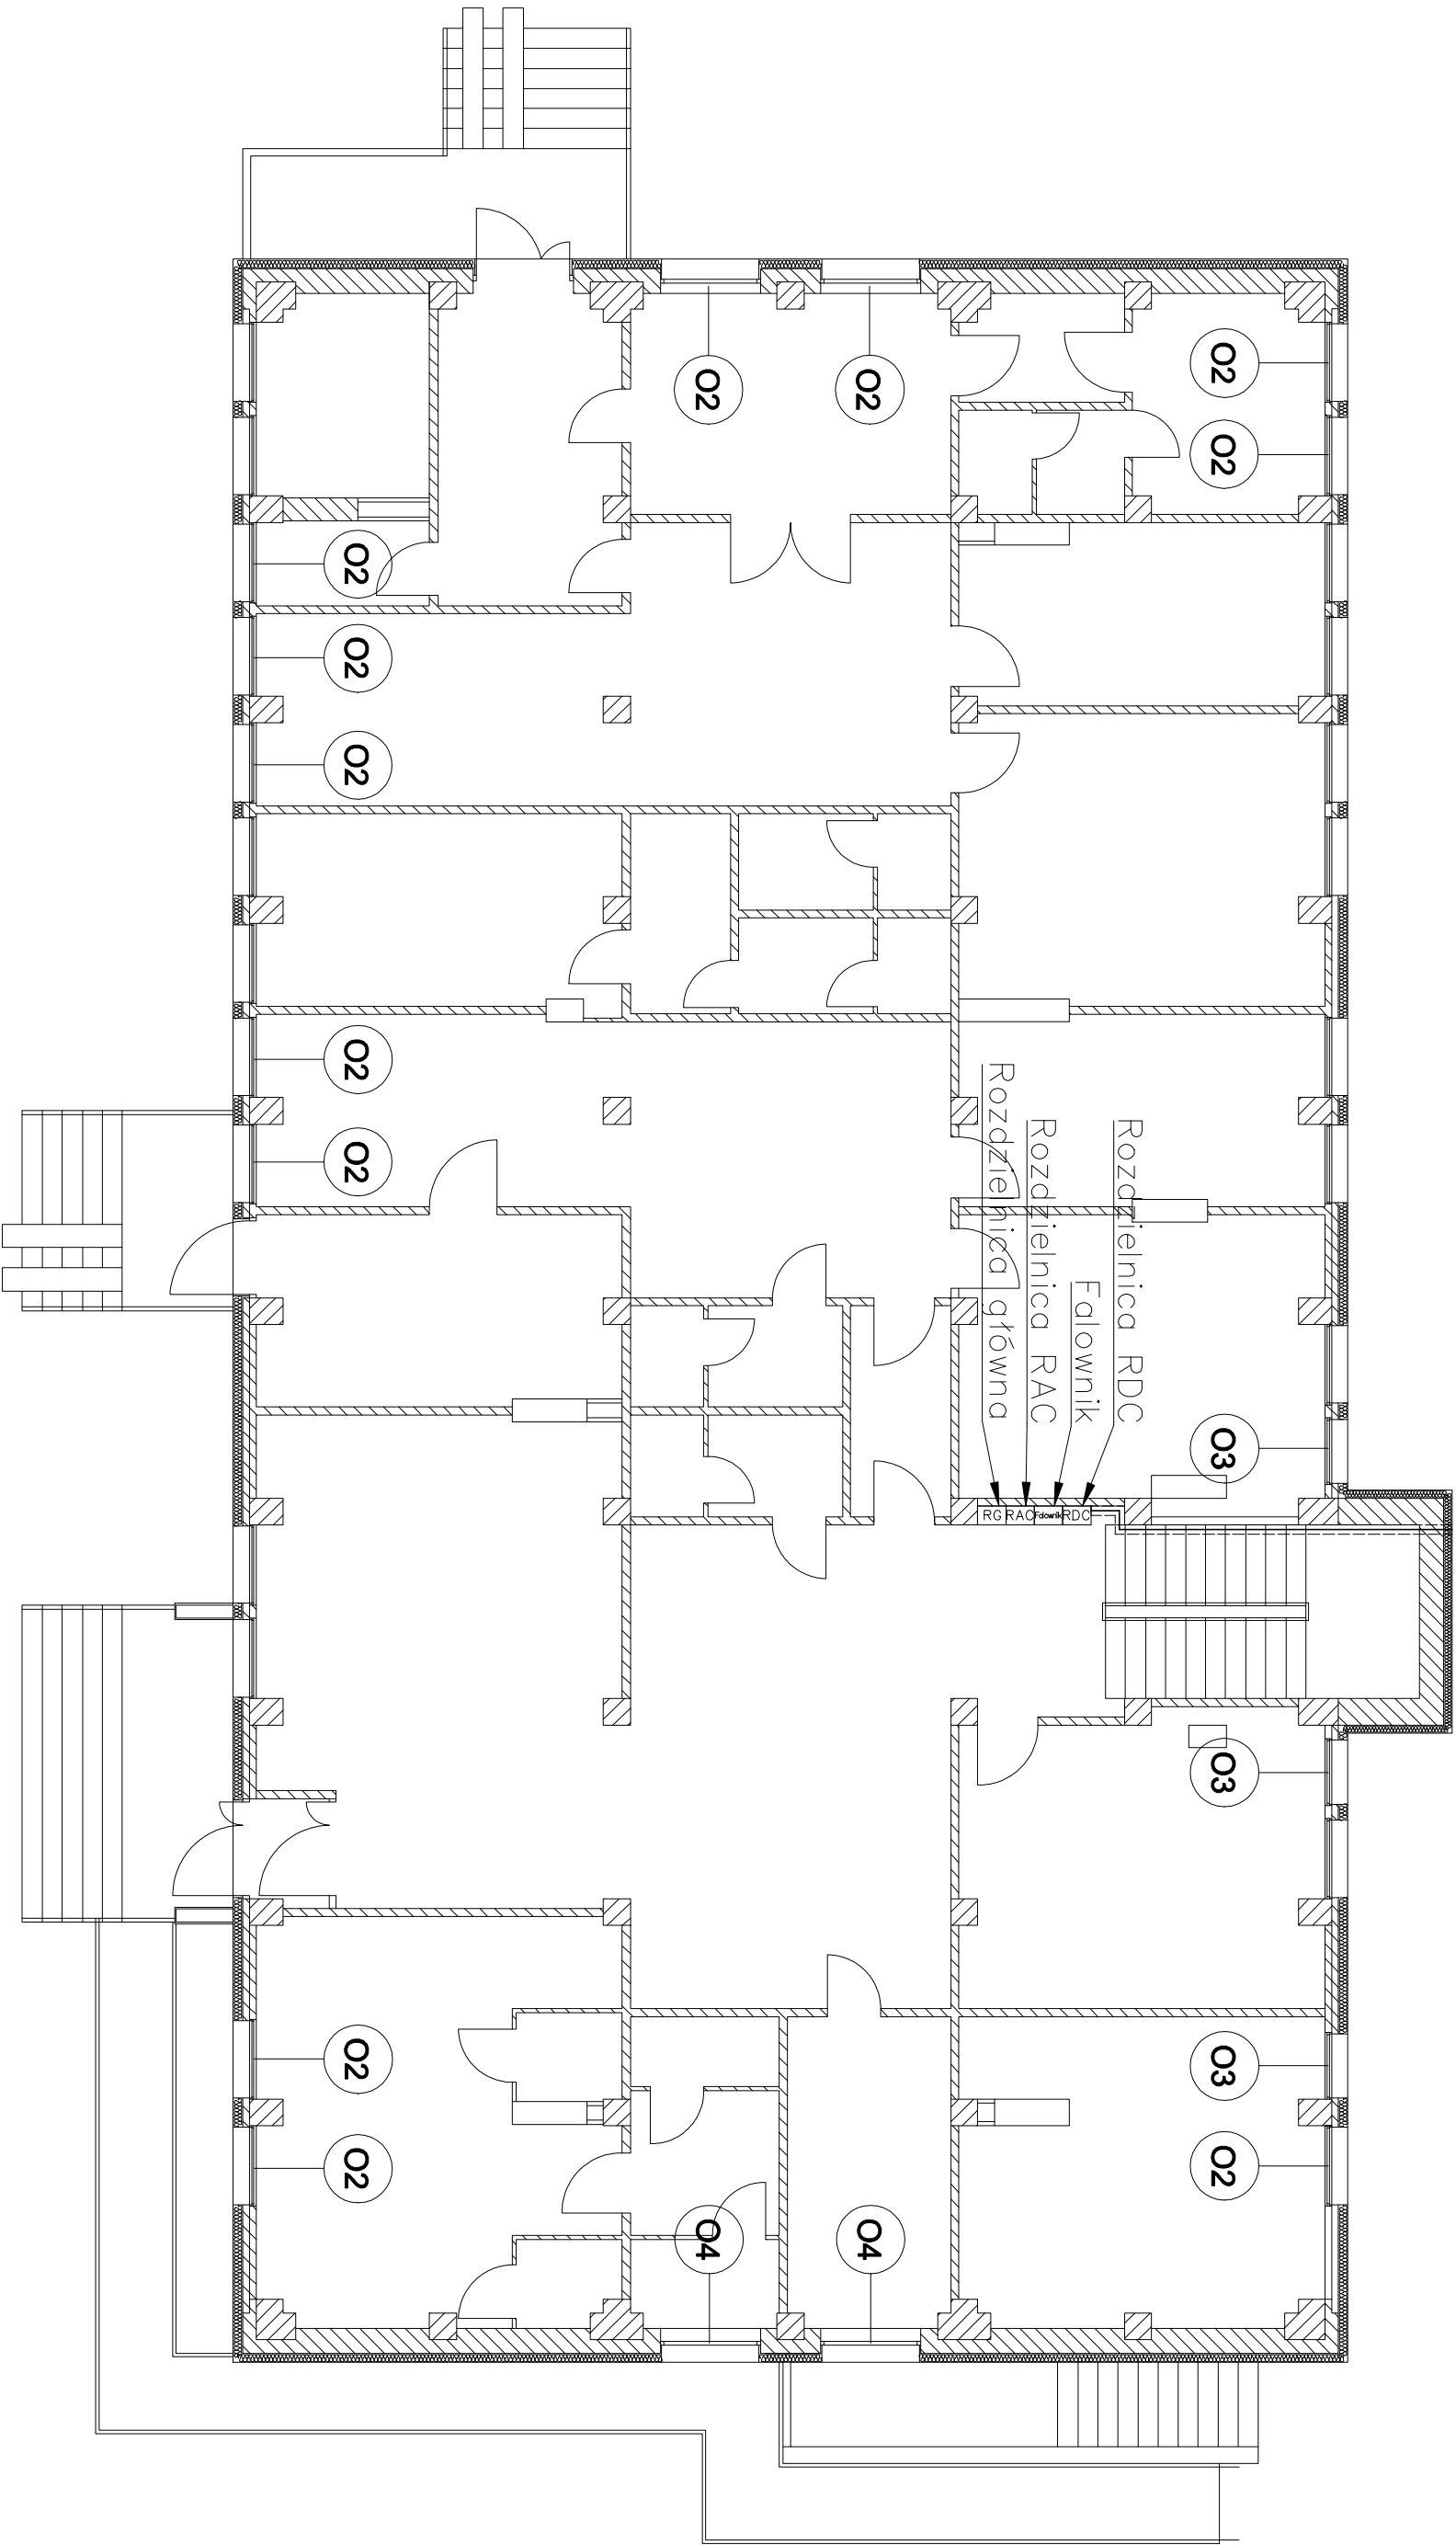 O2
O2
O3
O3
O3
O2
Rozdzielnica RDC
Falownik
Rozdzielnica RAC
Rozdzielnica główna
RDC
Falownik
RAC
RG
O2
O4
O2
O4
O2
O2
O2
O2
O2
O2
O2